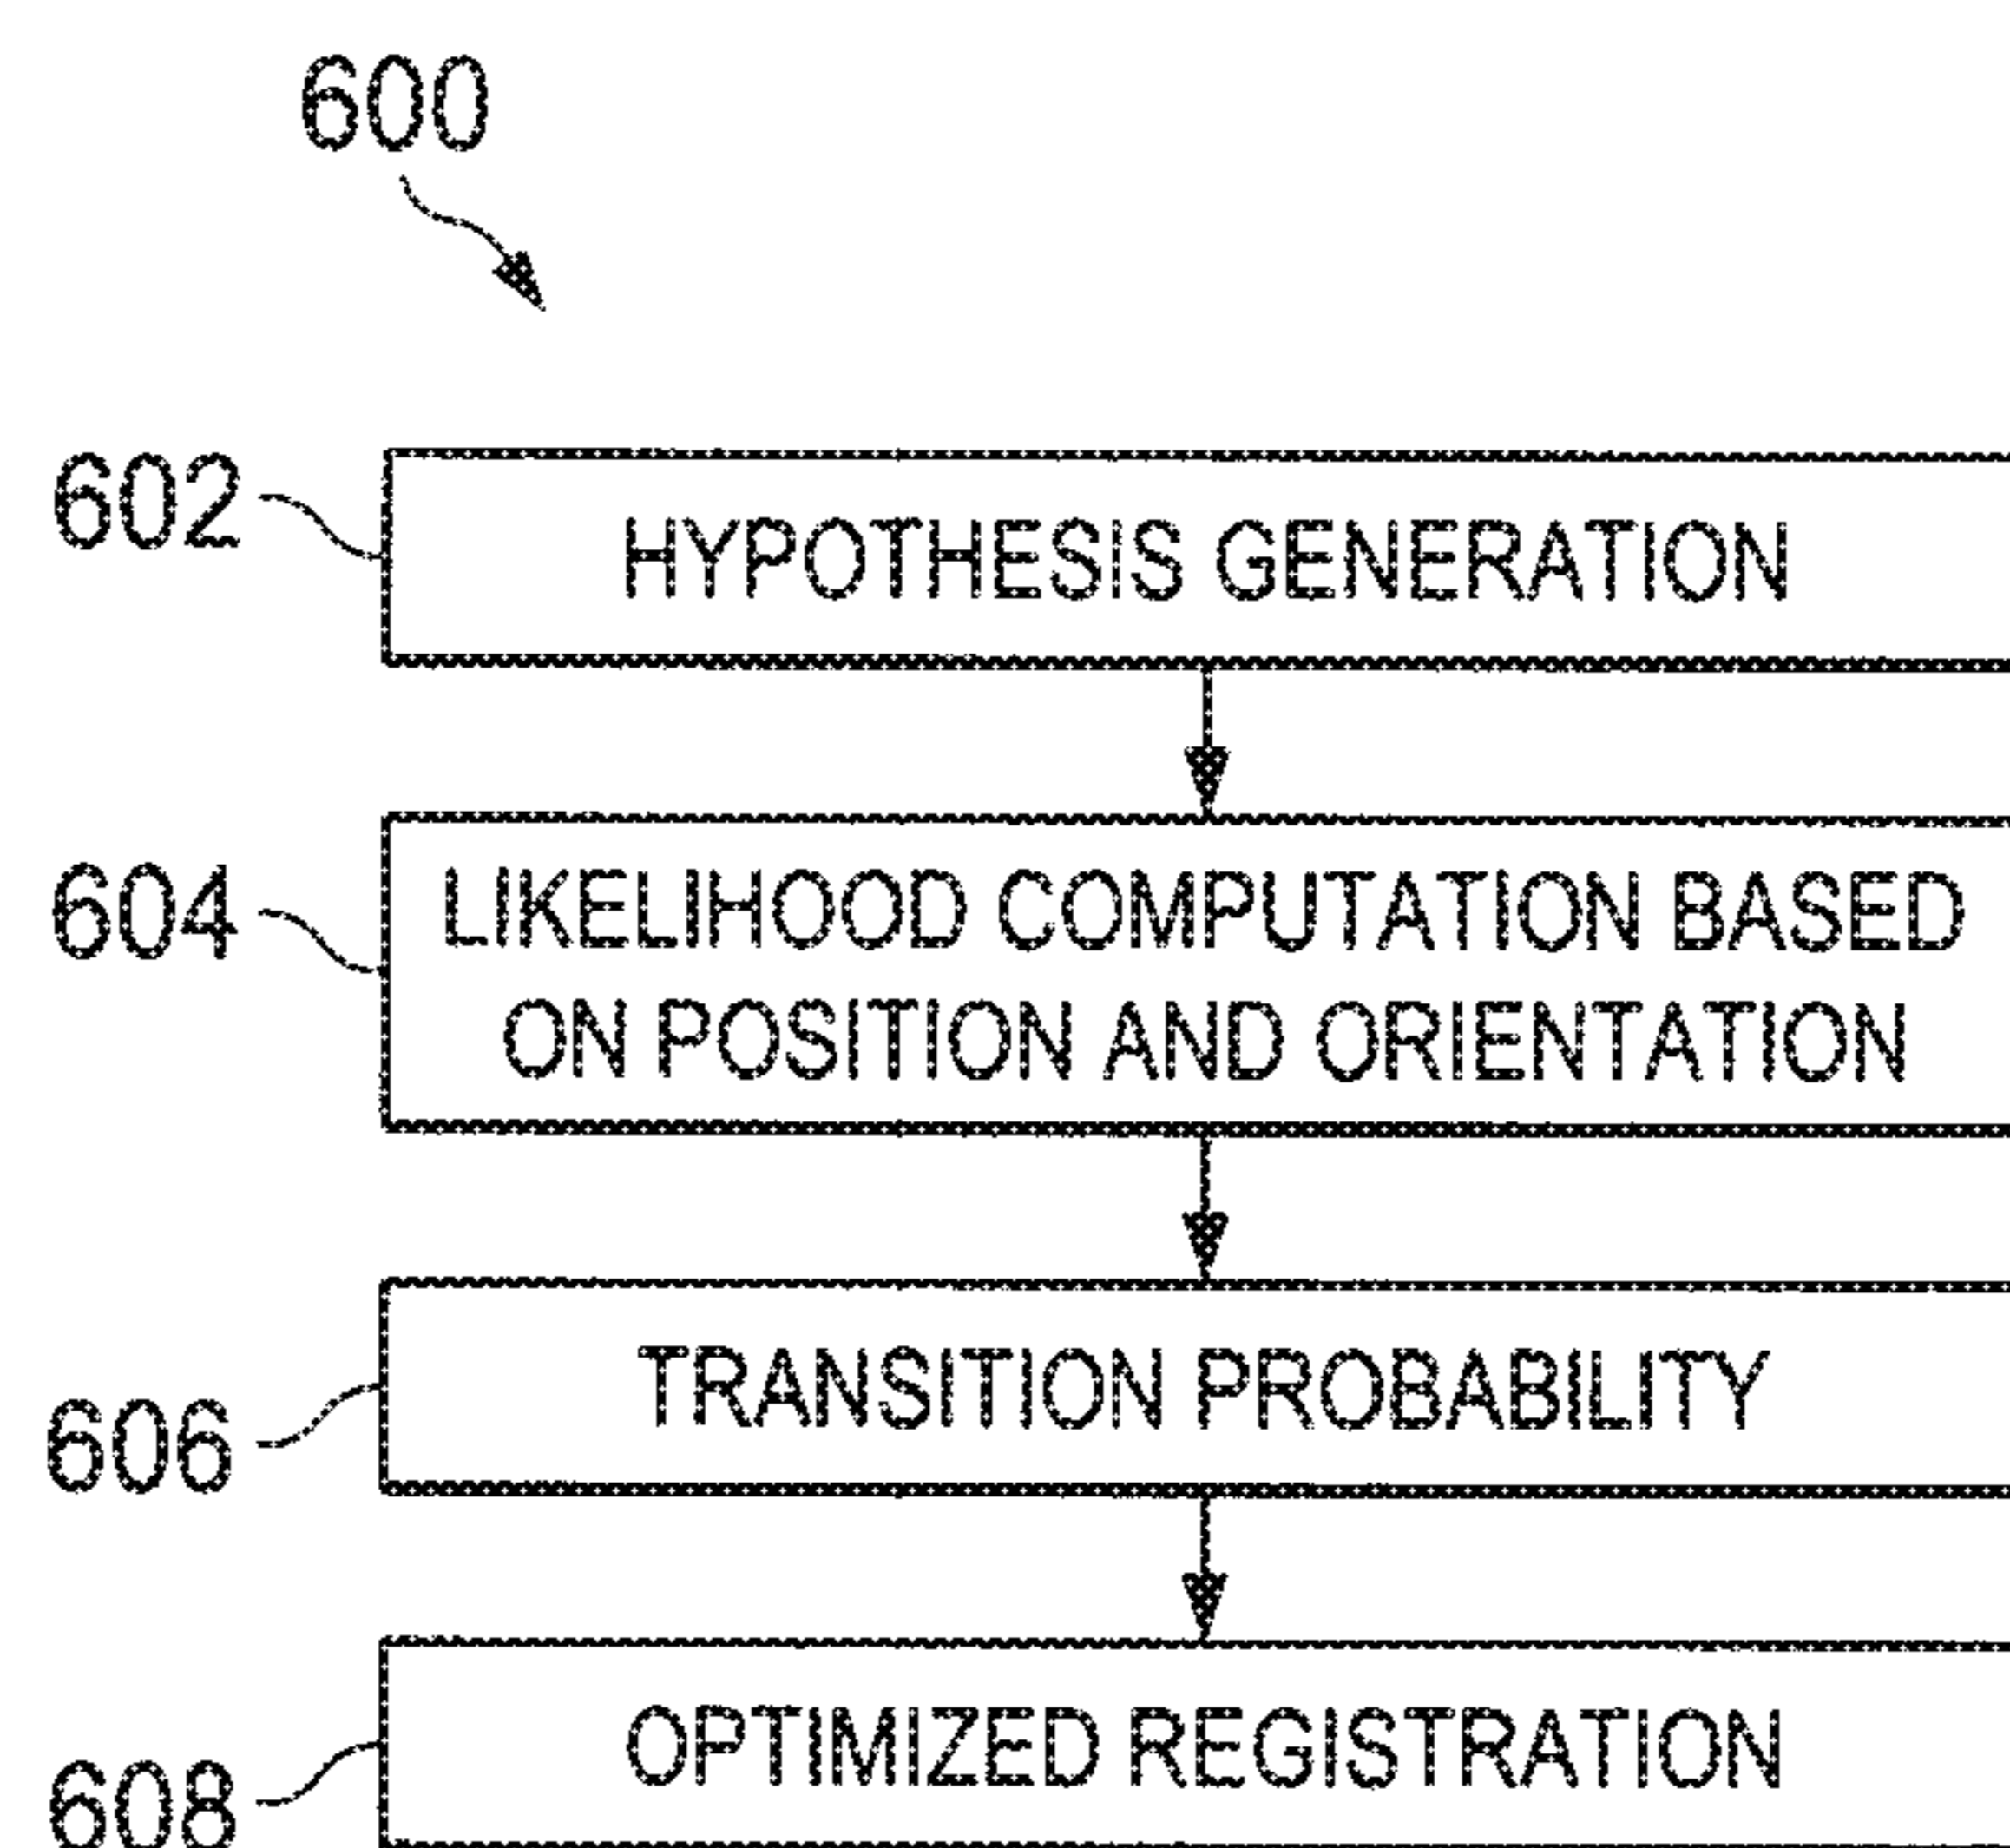 600
602
HYPOTHESIS GENERATION
604
LIKELIHOOD COMPUTATION BASED
ON POSITION AND ORIENTATION
606
TRANSITION PROBABILITY
608
OPTIMIZED REGISTRATION